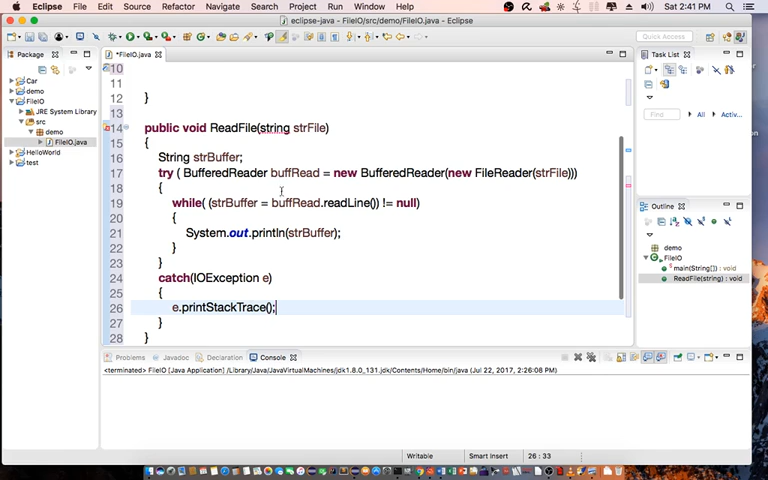 Eclipse File Edit Source Refactor Navigate Search Project Run Window Help Sat 2:41 PM
eclipse-java - FileIO/src/demo/FileIO.java - Eclipse
Quick Access
Package
*FileIO.java
Task List
Car
demo
FileIO
JRE System Library
src
demo
FileIO.java
HelloWorld
test
10
11
12 }
13
14 public void ReadFile(string strFile)
15 {
16 String strBuffer;
17 try ( BufferedReader buffRead = new BufferedReader(new FileReader(strFile)))
18 {
19 while( (strBuffer = buffRead.readLine()) != null)
20 {
21 System.out.println(strBuffer);
22 }
23 }
24 catch(IOException e)
25 {
26 e.printStackTrace();
27 }
28 }
Find All Activ...
Outline
demo
FileIO
main(String[]) : void
ReadFile(string) : void
Problems Javadoc Declaration Console
<terminated> FileIO [Java Application] /Library/Java/JavaVirtualMachines/jdk1.8.0_131.jdk/Contents/Home/bin/java (Jul 22, 2017, 2:26:08 PM)
Writable Smart Insert 26 : 33